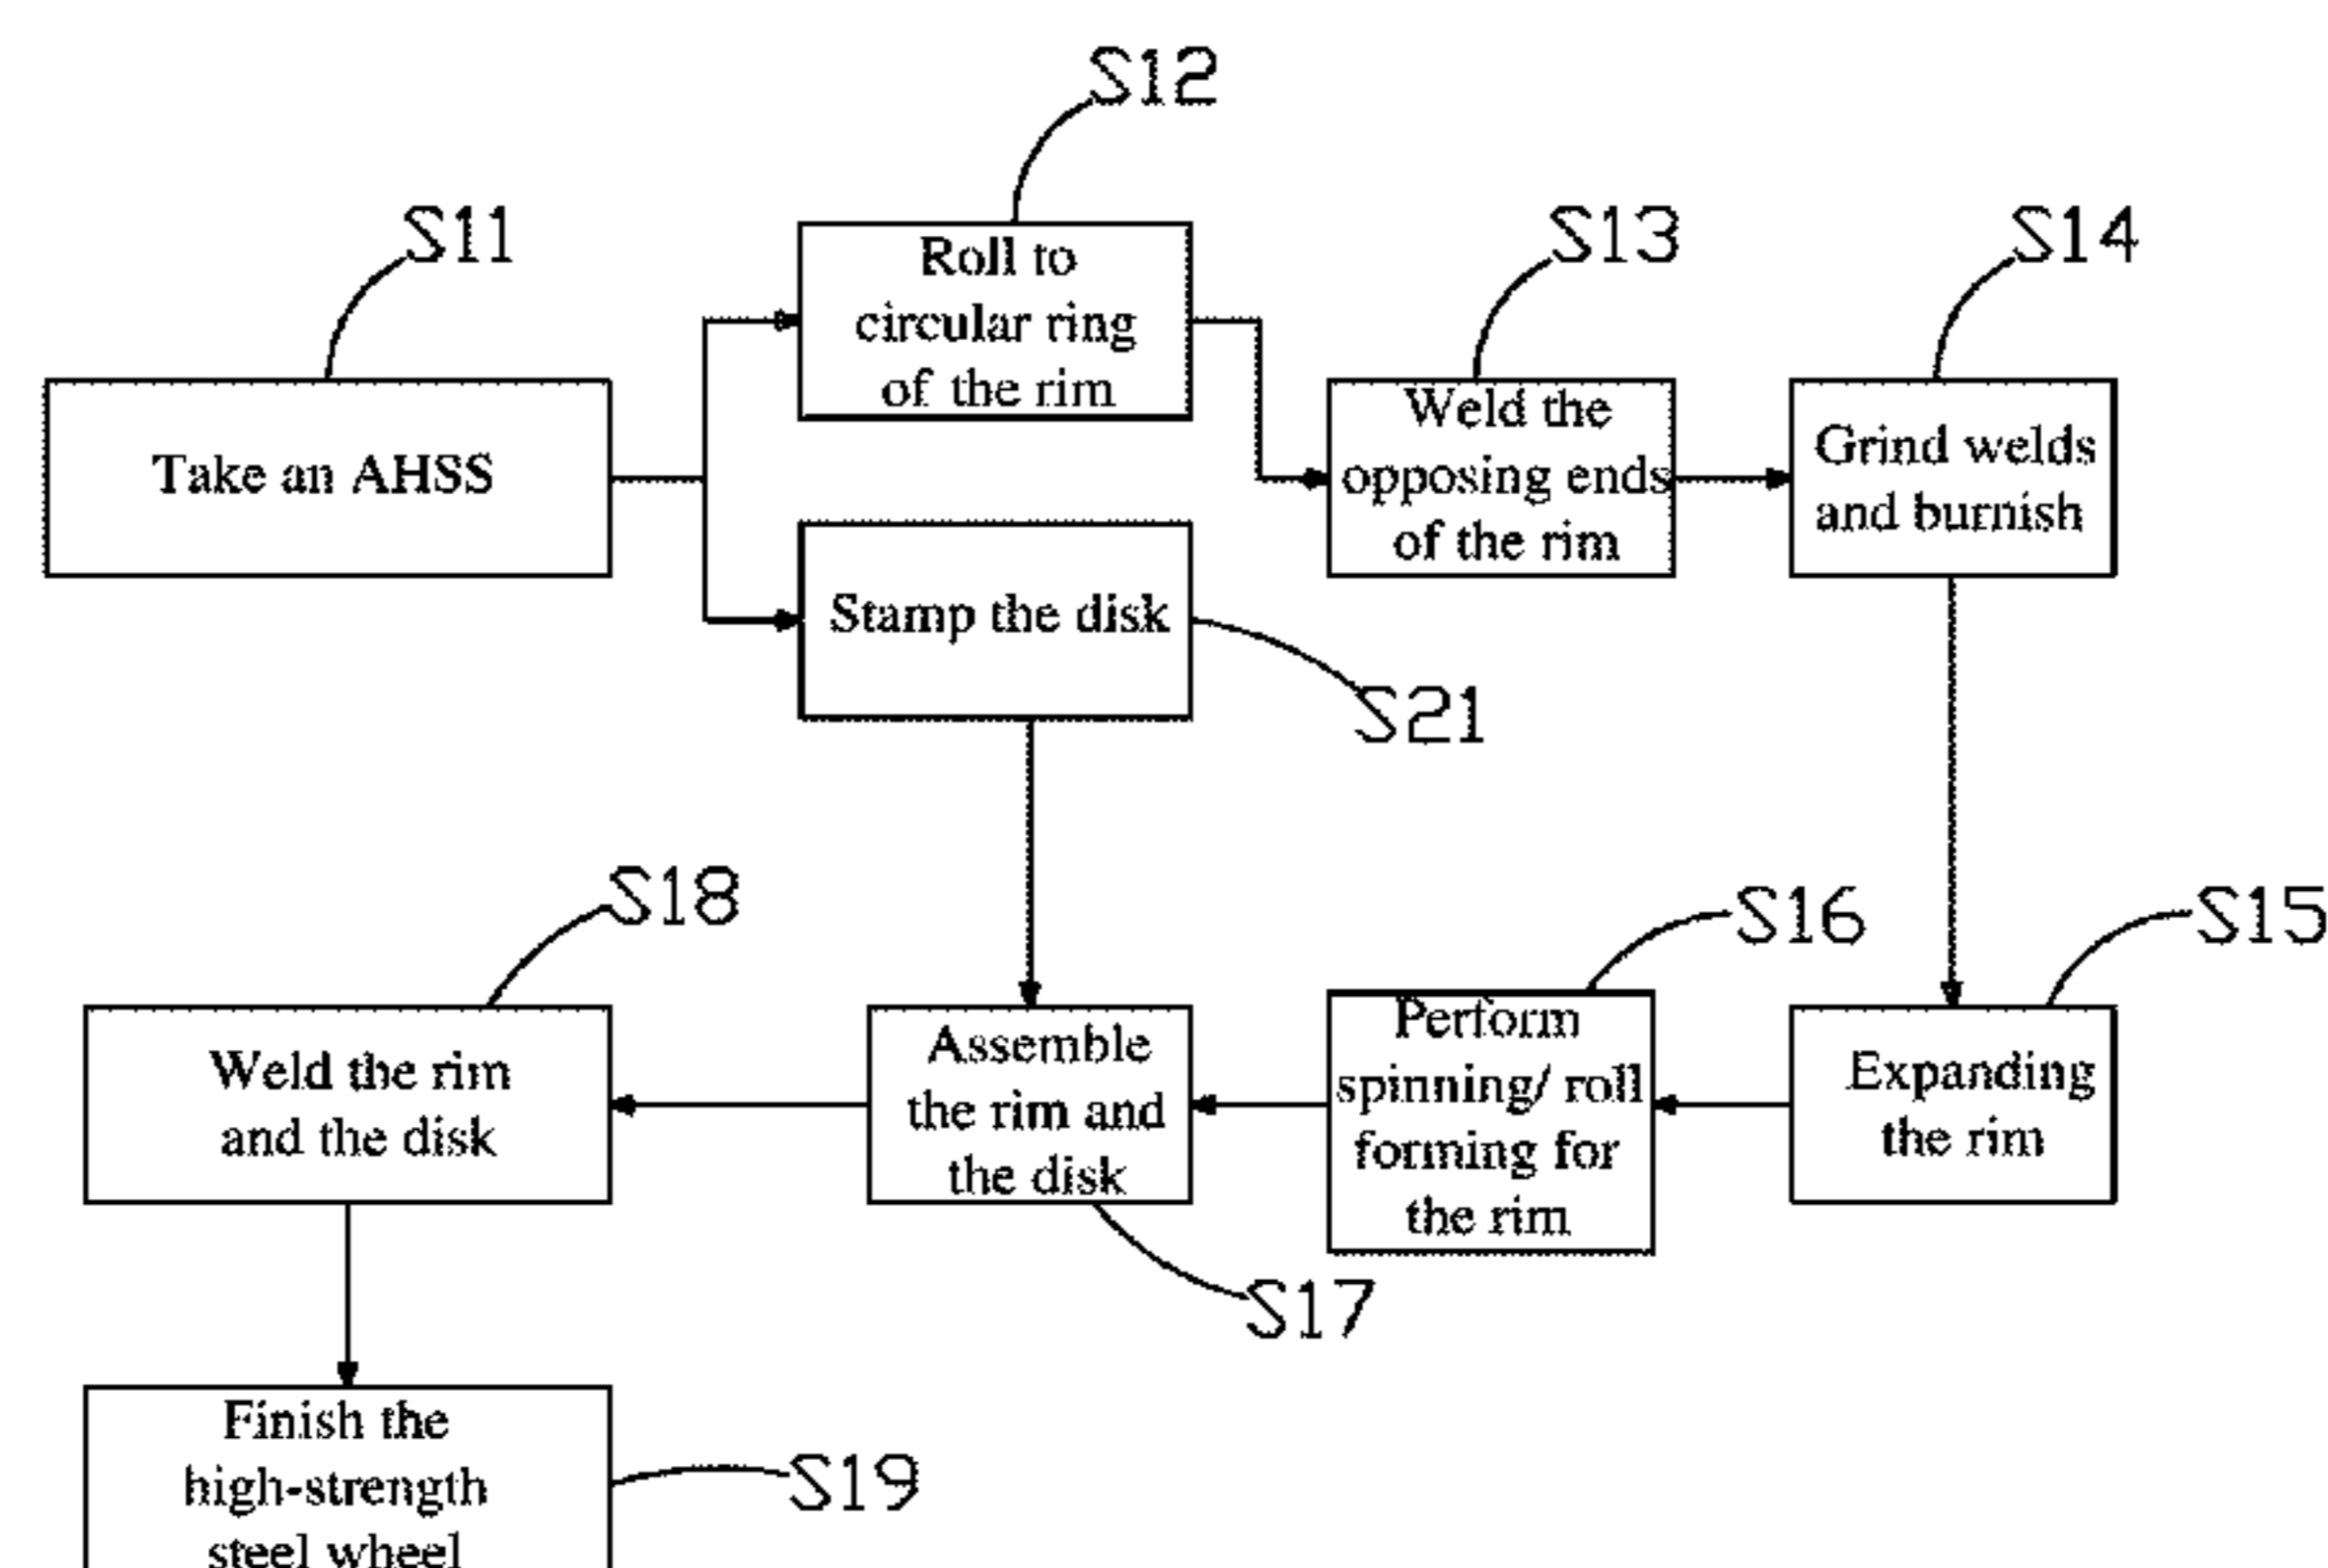 S12
S11
S13
S14
Roll to
circular ring
of the rim
Take an AHSS
Weld the
opposing ends
of the rim
Grind welds
and burnish
Stamp the disk
S21
S18
S16
S15
Weld the rim
and the disk
Assemble
the rim and
the disk
Perform
spinning/ roll
forming for
the rim
Expanding
the rim
S17
Finish the
high-strength
steel wheel
S19